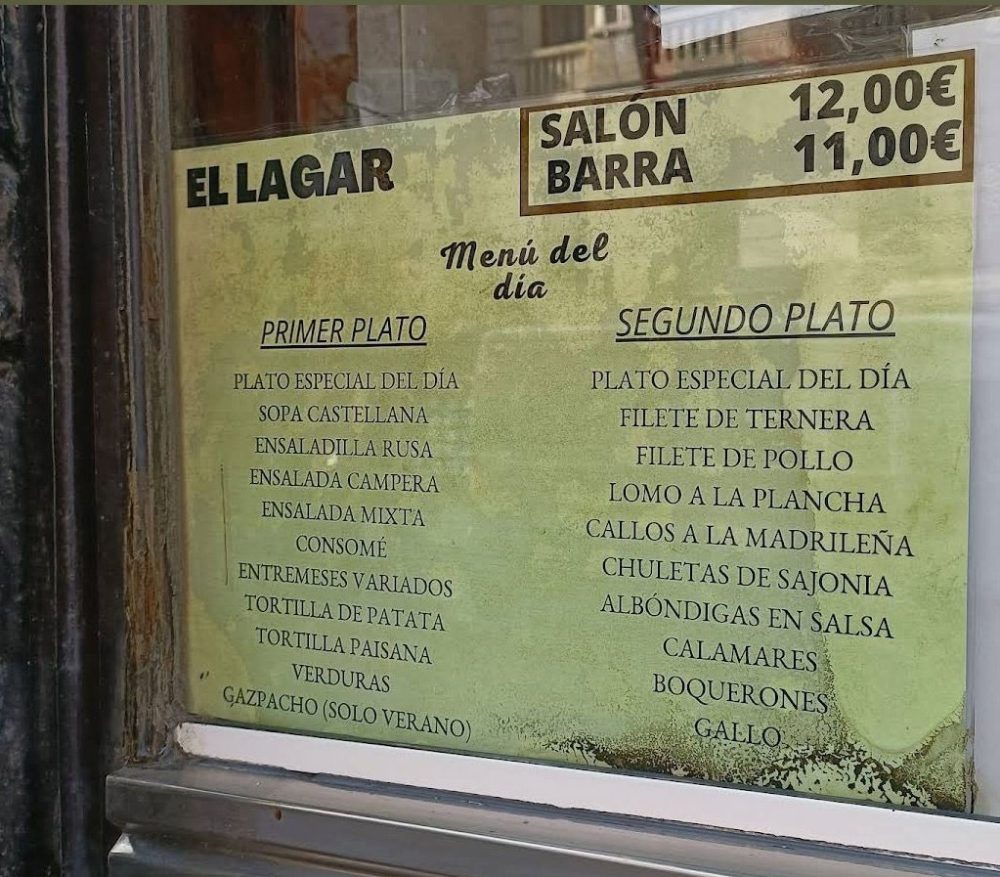 EL LAGAR
SALÓN 12,00€
BARRA 11,00€
Menú del
día
PRIMER PLATO
PLATO ESPECIAL DEL DÍA
SOPA CASTELLANA
ENSALADILLA RUSA
ENSALADA CAMPERA
ENSALADA MIXTA
CONSOMÉ
ENTREMESES VARIADOS
TORTILLA DE PATATA
TORTILLA PAISANA
VERDURAS
GAZPACHO (SOLO VERANO)
SEGUNDO PLATO
PLATO ESPECIAL DEL DÍA
FILETE DE TERNERA
FILETE DE POLLO
LOMO A LA PLANCHA
CALLOS A LA MADRILEÑA
CHULETAS DE SAJONIA
ALBÓNDIGAS EN SALSA
CALAMARES
BOQUERONES
GALLO